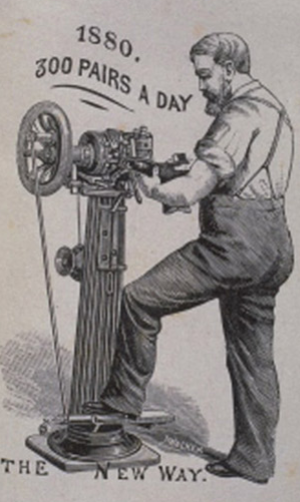 1880.
300 PAIRS A DAY
THE NEW WAY.